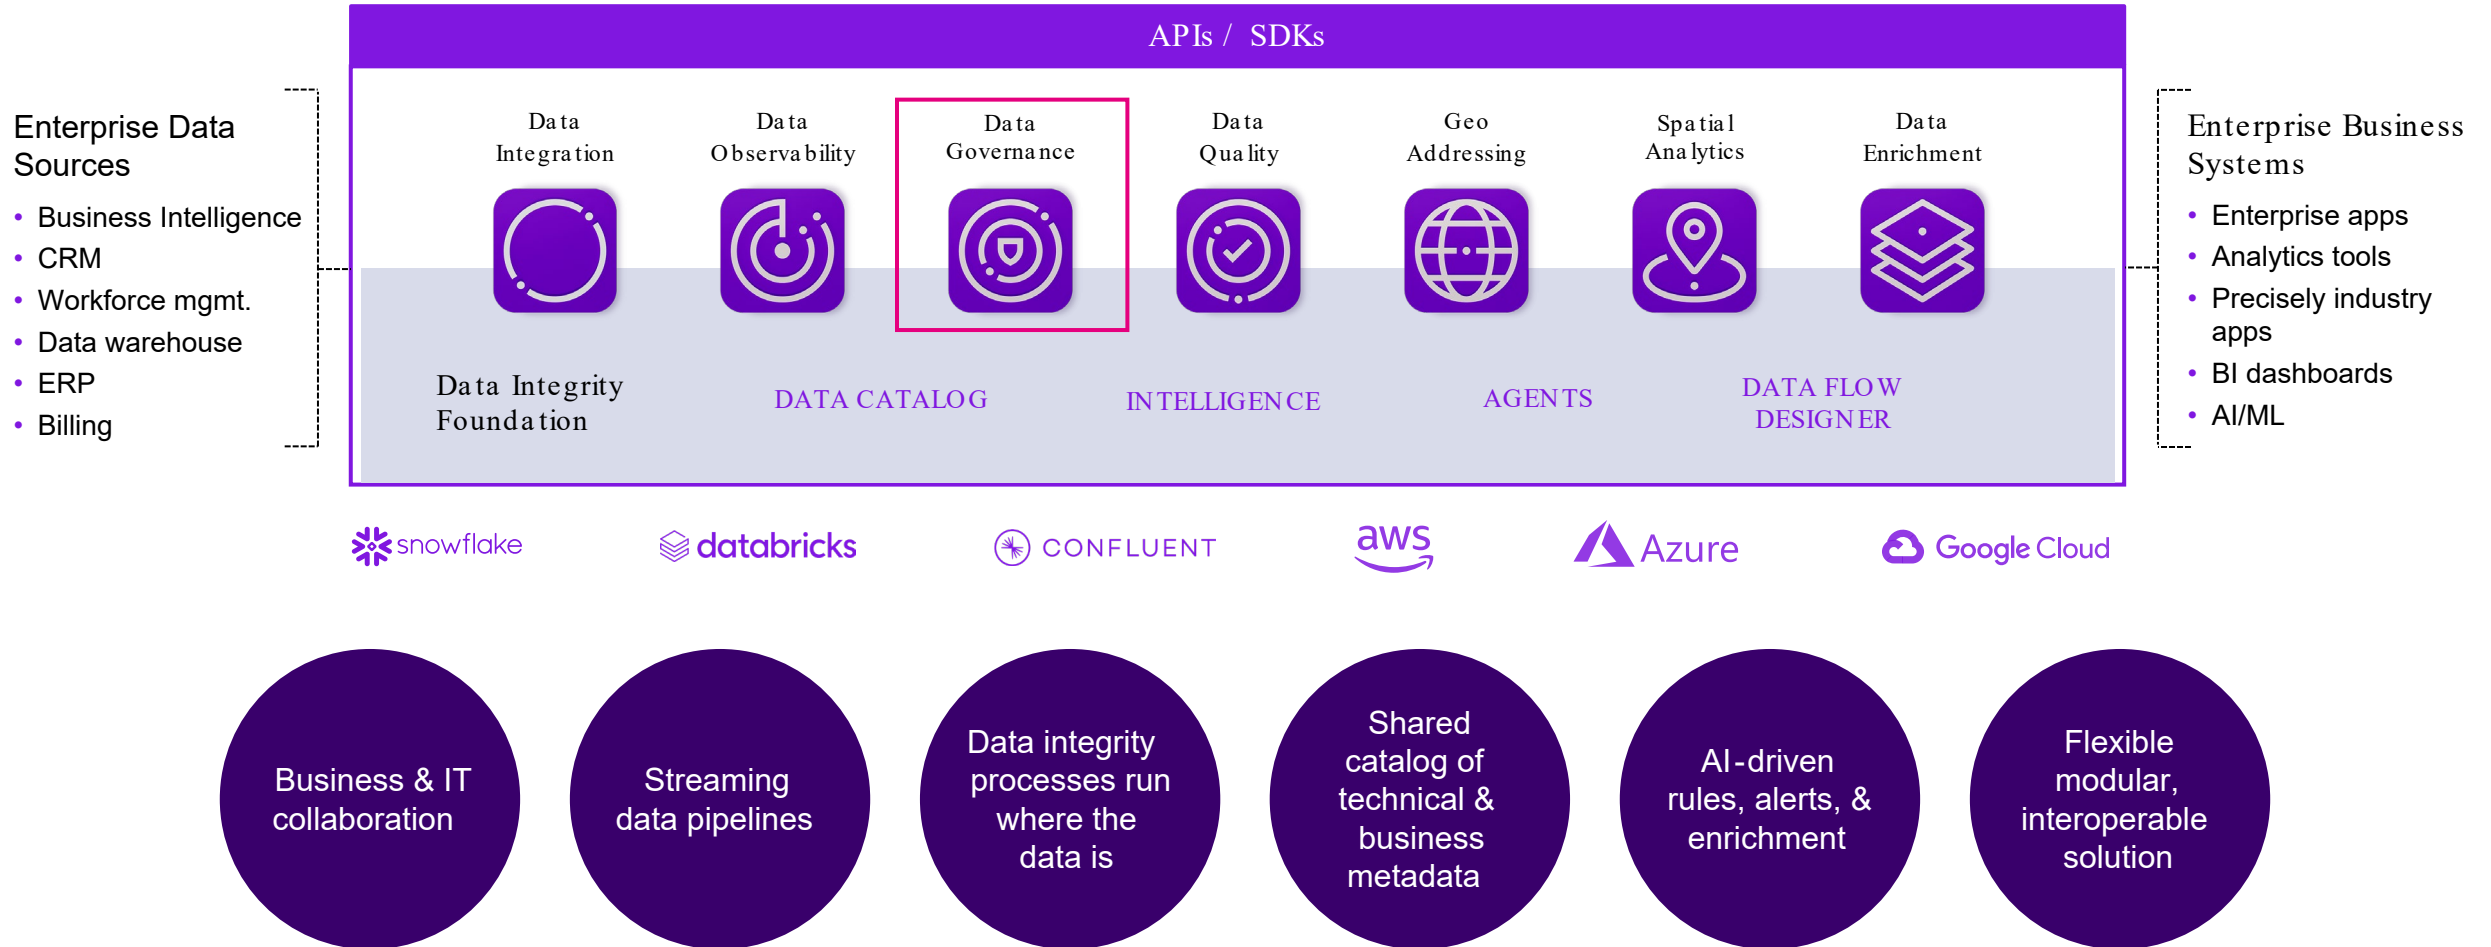 APIs / SDKs
Enterprise Data
Sources
• Business Intelligence
• CRM
• Workforce mgmt.
• Data warehouse
• ERP
• Billing
Data
Integration
Data
Observability
Data
Governance
Data
Quality
Geo
Addressing
Spatial
Analytics
Data
Enrichment
Data Integrity
Foundation
DATA CATALOG
INTELLIGENCE
AGENTS
DATA FLOW
DESIGNER
Enterprise Business
Systems
• Enterprise apps
• Analytics tools
• Precisely industry
apps
• BI dashboards
• AI/ML
snowflake
databricks
CONFLUENT
aws
Azure
Google Cloud
Business & IT
collaboration
Streaming
data pipelines
Data integrity
processes run
where the
data is
Shared
catalog of
technical &
business
metadata
AI-driven
rules, alerts, &
enrichment
Flexible
modular,
interoperable
solution